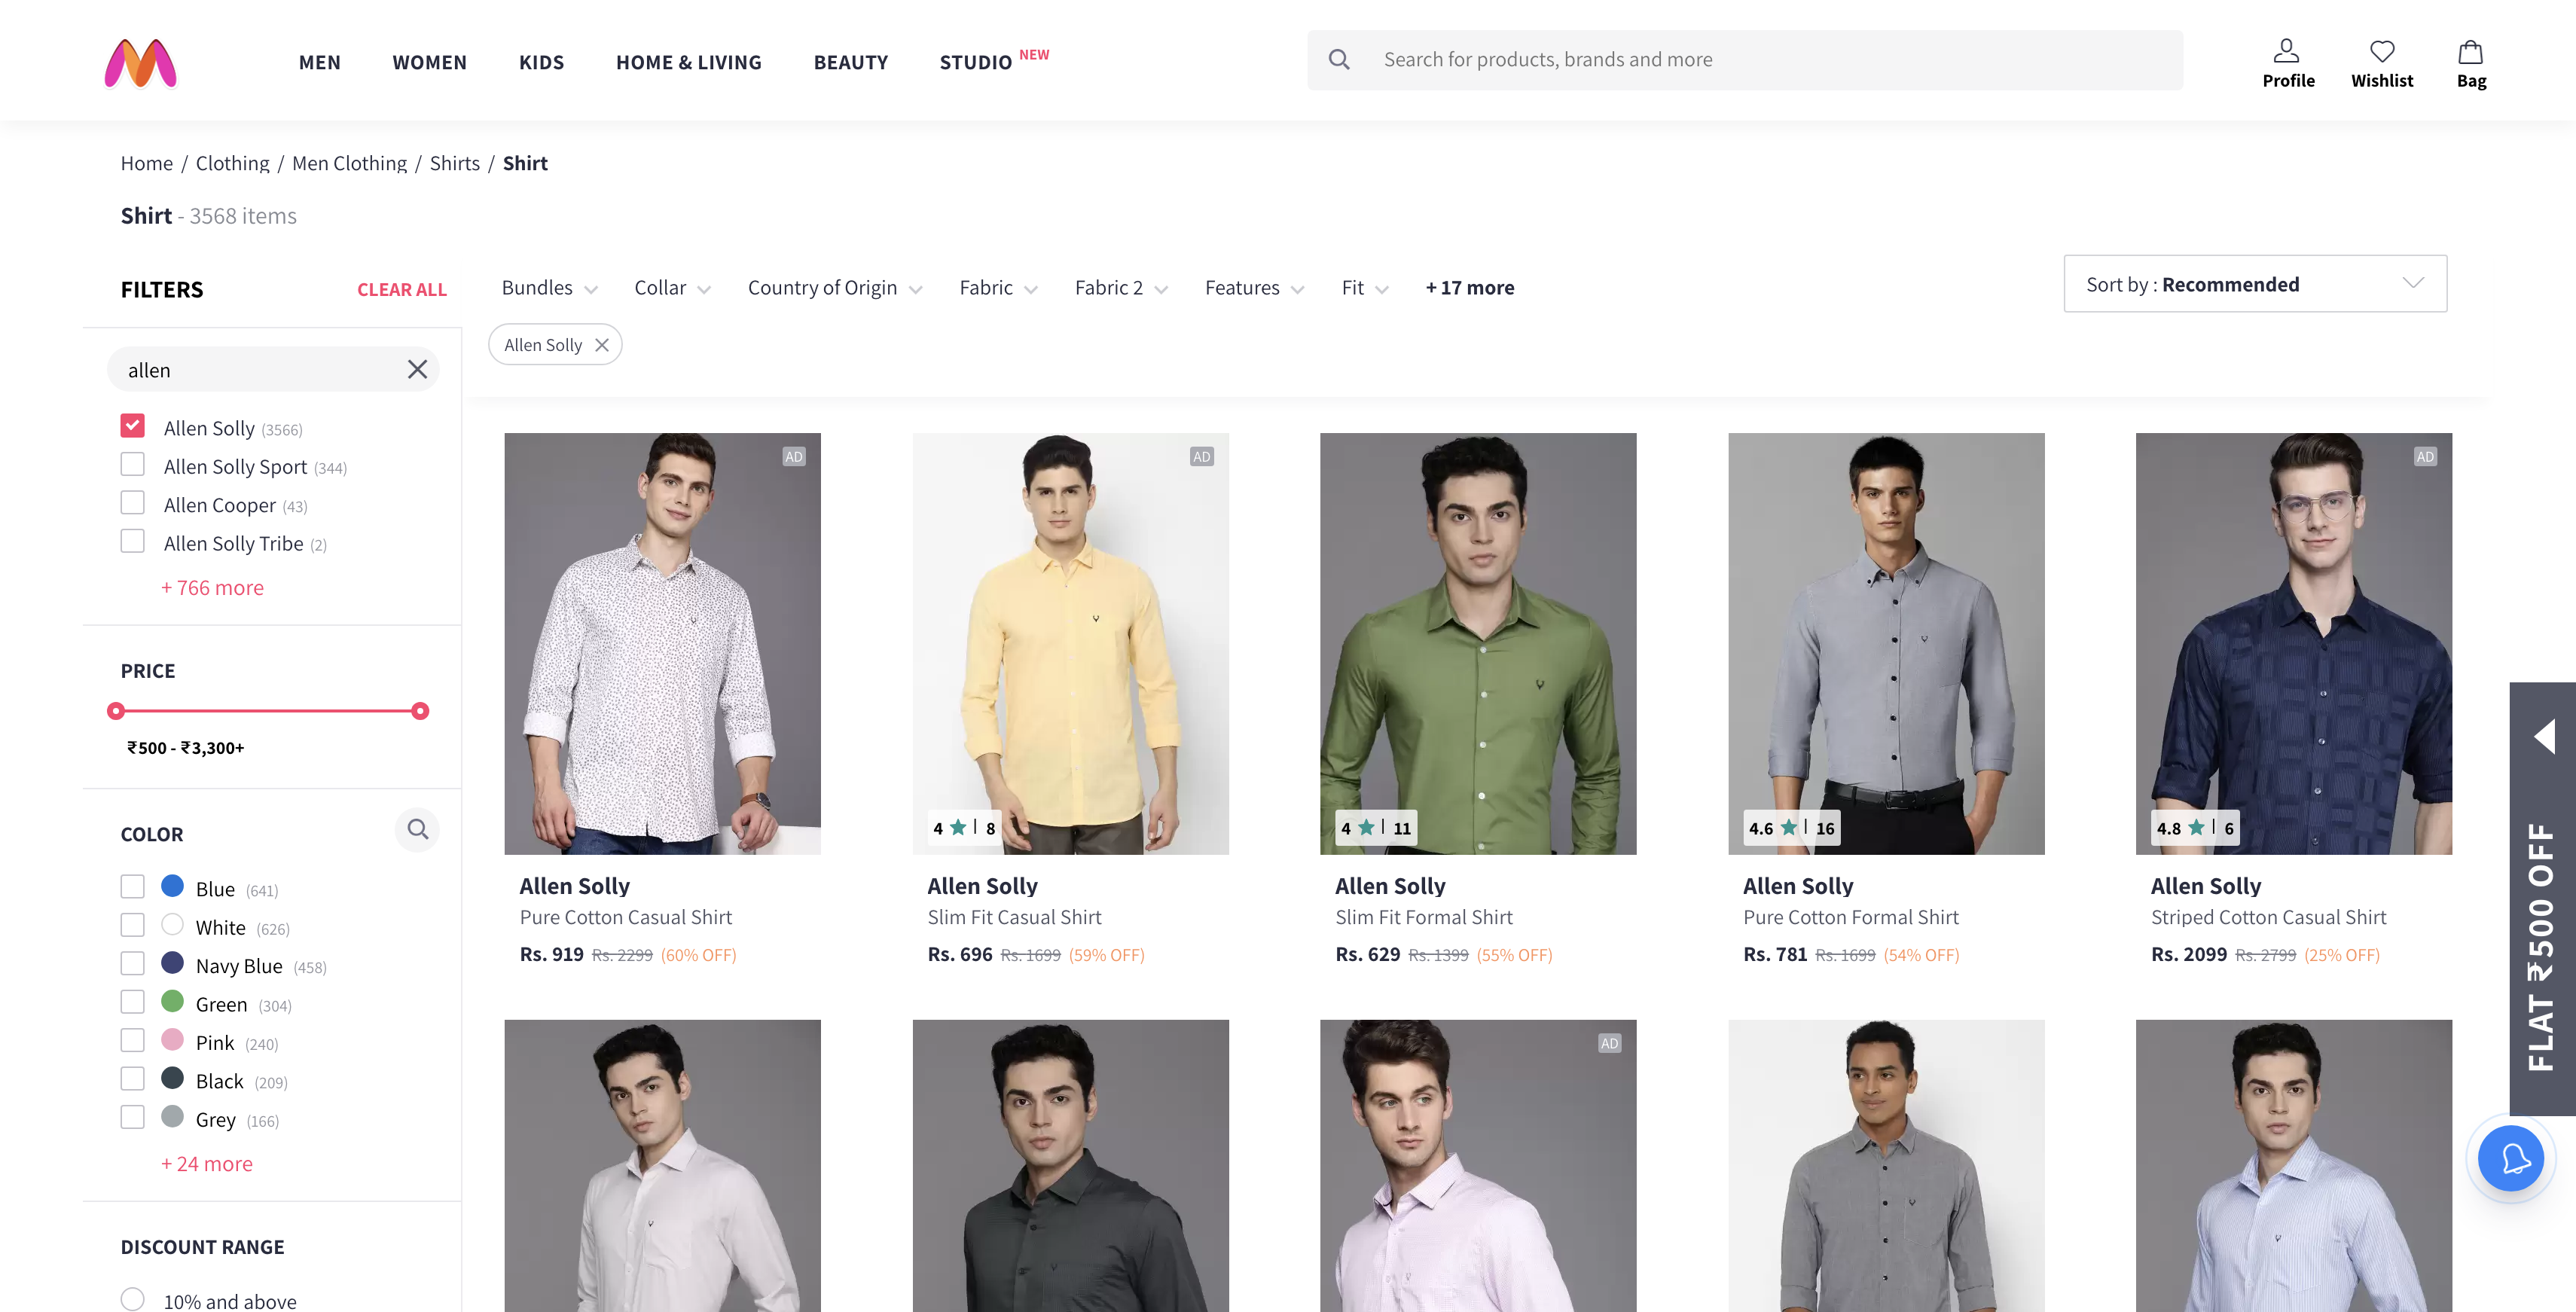 MEN
WOMEN
KIDS
HOME & LIVING
BEAUTY
STUDIO NEW
Search for products, brands and more
Profile
Wishlist
Bag
Home / Clothing / Men Clothing / Shirts / Shirt
Shirt - 3568 items
FILTERS
CLEAR ALL
Bundles
Collar
Country of Origin
Fabric
Fabric 2
Features
Fit
+ 17 more
Sort by : Recommended
Allen Solly
allen
Allen Solly (3566)
Allen Solly Sport (344)
Allen Cooper (43)
Allen Solly Tribe (2)
+ 766 more
PRICE
₹500 - ₹3,300+
COLOR
Blue (641)
White (626)
Navy Blue (458)
Green (304)
Pink (240)
Black (209)
Grey (166)
+ 24 more
DISCOUNT RANGE
10% and above
AD
Allen Solly
Pure Cotton Casual Shirt
Rs. 919 Rs. 2299 (60% OFF)
AD
4 ★ | 8
Allen Solly
Slim Fit Casual Shirt
Rs. 696 Rs. 1699 (59% OFF)
4 ★ | 11
Allen Solly
Slim Fit Formal Shirt
Rs. 629 Rs. 1399 (55% OFF)
4.6 ★ | 16
Allen Solly
Pure Cotton Formal Shirt
Rs. 781 Rs. 1699 (54% OFF)
AD
4.8 ★ | 6
Allen Solly
Striped Cotton Casual Shirt
Rs. 2099 Rs. 2799 (25% OFF)
AD
FLAT ₹500 OFF